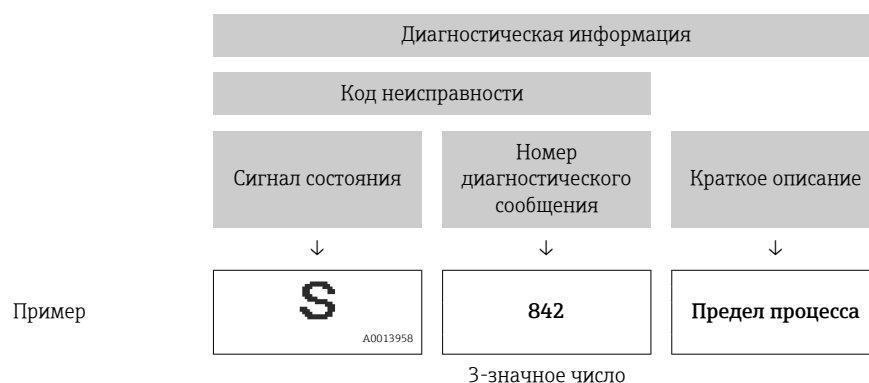 Диагностическая информация
Код неисправности
Сигнал состояния
Номер
диагностического
сообщения
Краткое описание
↓ ↓ ↓
Пример
S
A0013958
842
Предел процесса
3-значное число